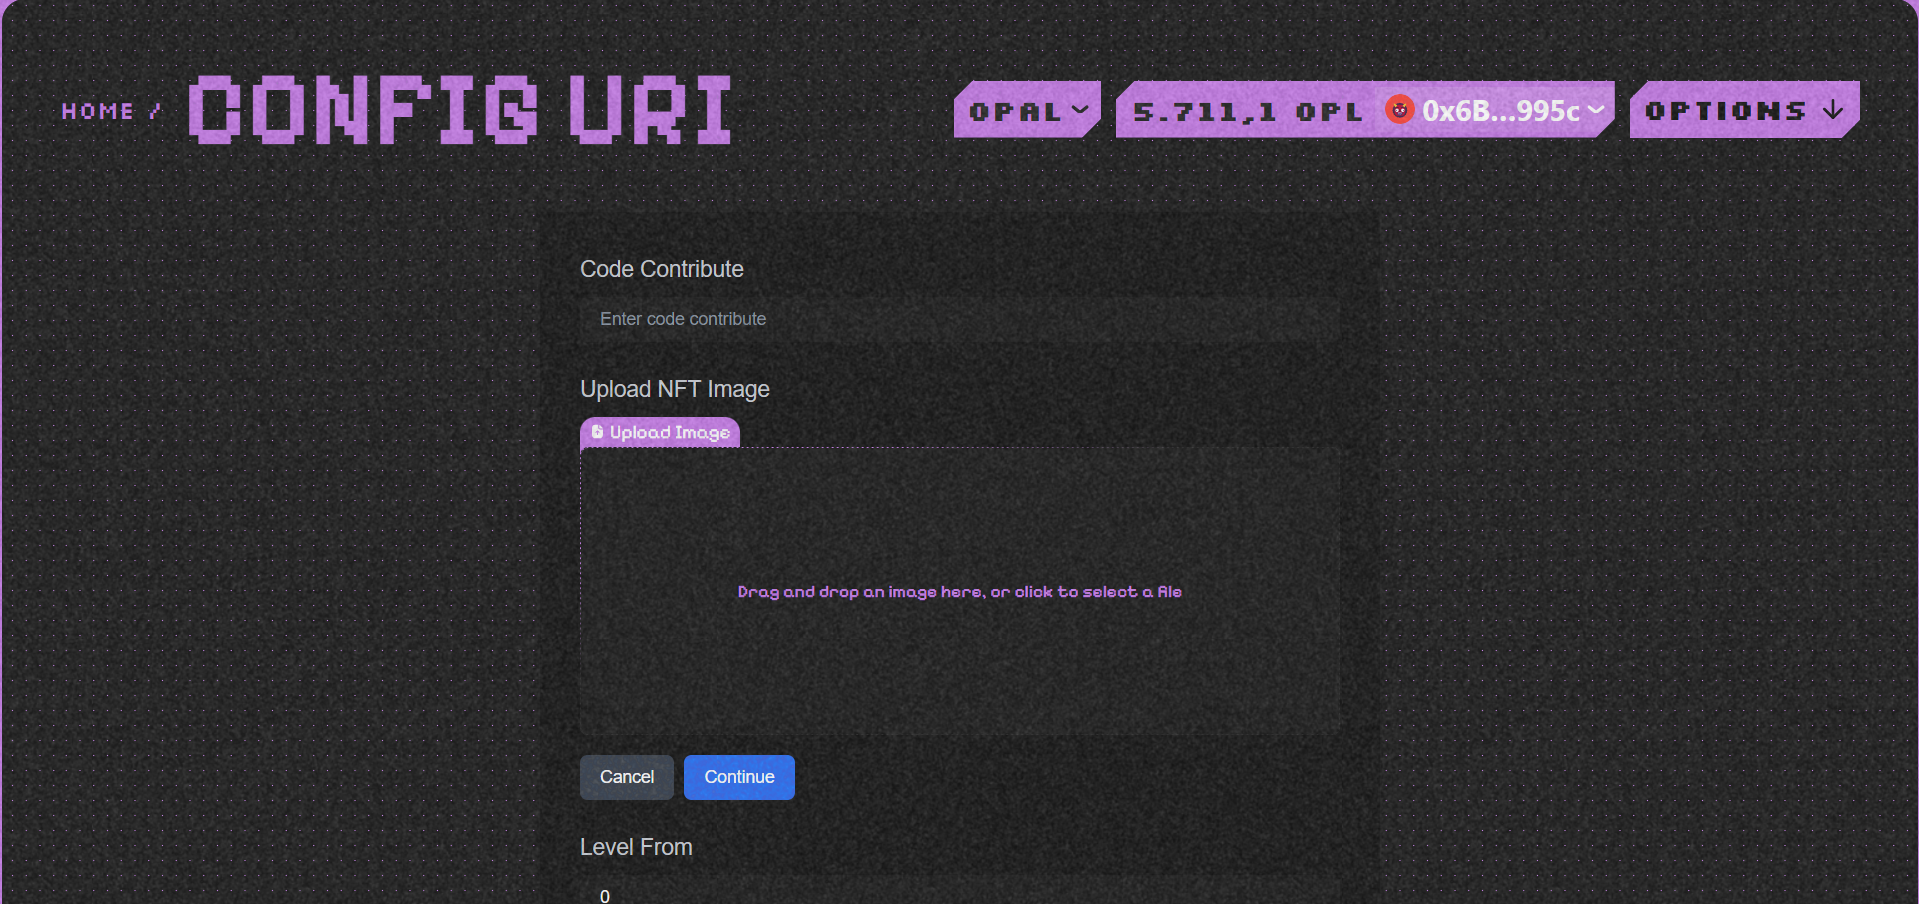 HOME / CONFIG URI
OPAL
5.711,1 OPL 0x6B...995c
OPTIONS
Code Contribute
Enter code contribute
Upload NFT Image
Upload Image
Drag and drop an image here, or click to select a file
Cancel
Continue
Level From
0